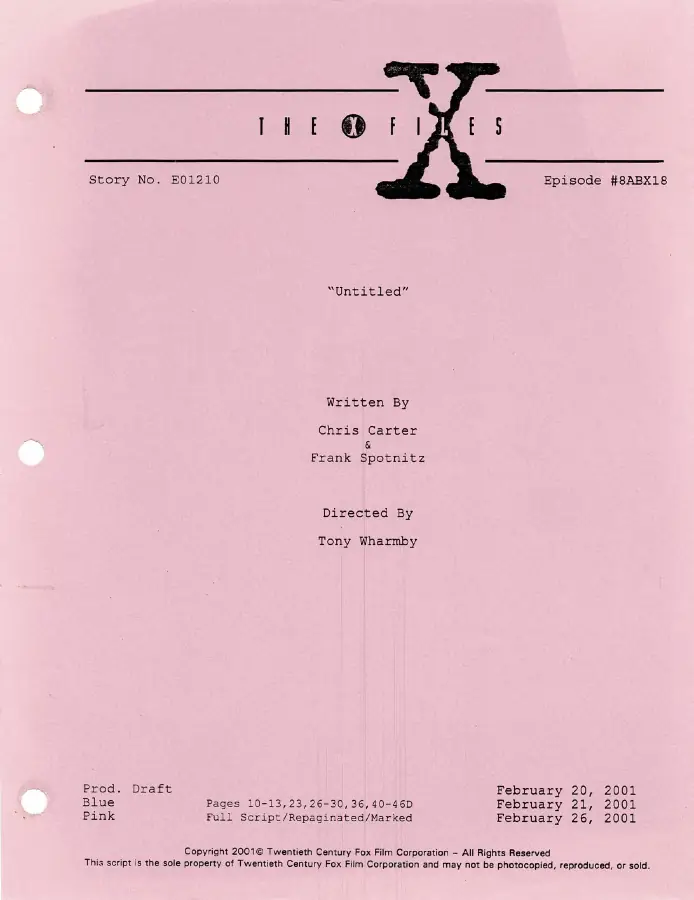 THE X FILES
X
Story No. E01210 Episode #8ABX18
"Untitled"
Written By
Chris Carter
&
Frank Spotnitz
Directed By
Tony Wharmby
Prod. Draft February 20, 2001
Blue Pages 10-13,23,26-30,36,40-46D February 21, 2001
Pink Full Script/Repaginated/Marked February 26, 2001
Copyright 2001© Twentieth Century Fox Film Corporation – All Rights Reserved
This script is the sole property of Twentieth Century Fox Film Corporation and may not be photocopied, reproduced, or sold.